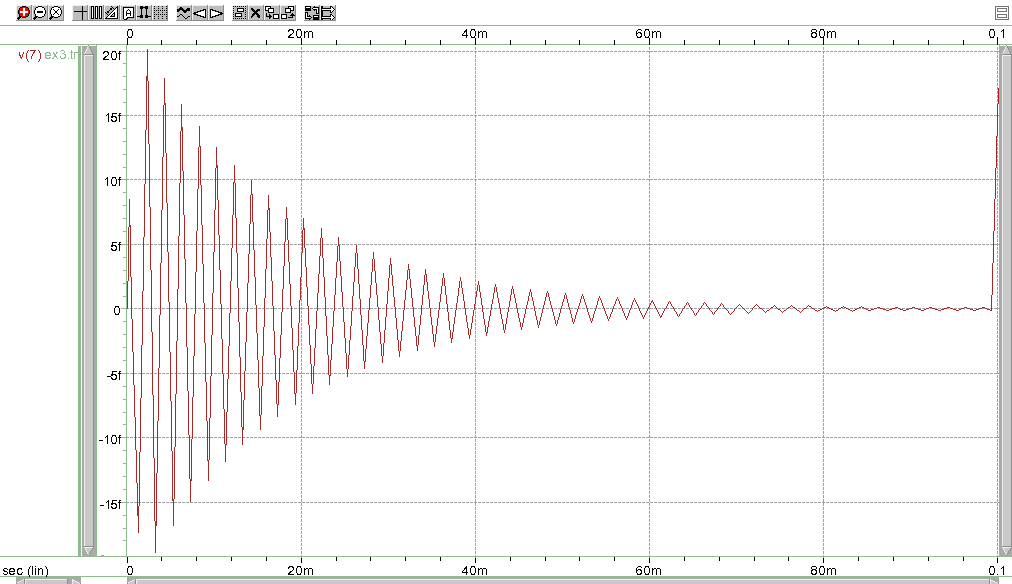 A
0 20m 40m 60m 80m 0.1
v(7) ex3.tr
20f
15f
10f
5f
0
-5f
-10f
-15f
sec (lin) 0 20m 40m 60m 80m 0.1